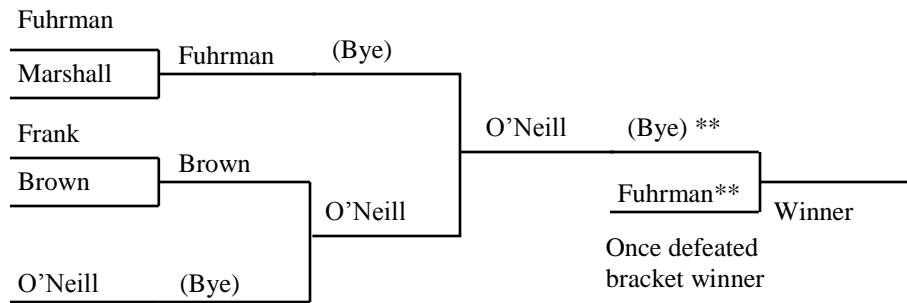 Fuhrman
Marshall
Fuhrman
(Bye)
Frank
Brown
Brown
O’Neill
O’Neill
(Bye)
O’Neill
(Bye) **
Fuhrman**
Once defeated
bracket winner
Winner